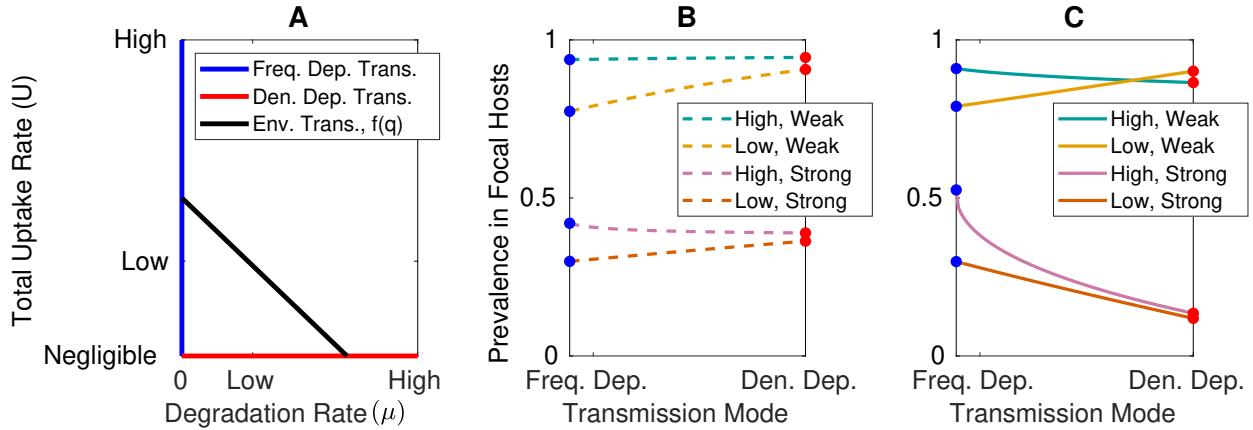 A
Total Uptake Rate (U)
High
Low
Negligible
Freq. Dep. Trans.
Den. Dep. Trans.
Env. Trans., f(q)
0
Low
High
Degradation Rate (μ)
B
Prevalence in Focal Hosts
1
0.5
0
High, Weak
Low, Weak
High, Strong
Low, Strong
Freq. Dep.
Den. Dep.
Transmission Mode
C
1
0.5
0
High, Weak
Low, Weak
High, Strong
Low, Strong
Freq. Dep.
Den. Dep.
Transmission Mode